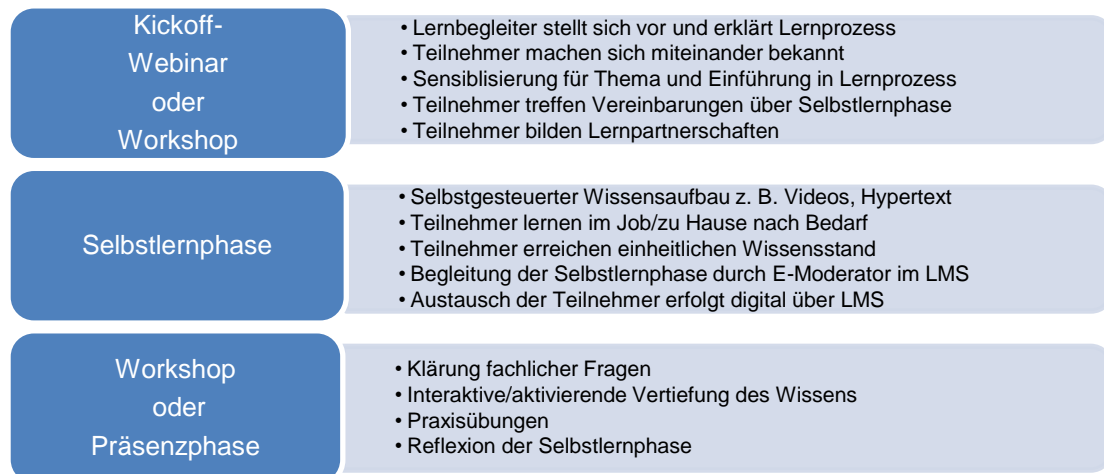 Kickoff-
Webinar
oder
Workshop
• Lernbegleiter stellt sich vor und erklärt Lernprozess
• Teilnehmer machen sich miteinander bekannt
• Sensiblisierung für Thema und Einführung in Lernprozess
• Teilnehmer treffen Vereinbarungen über Selbstlernphase
• Teilnehmer bilden Lernpartnerschaften
Selbstlernphase
• Selbstgesteuerter Wissensaufbau z. B. Videos, Hypertext
• Teilnehmer lernen im Job/zu Hause nach Bedarf
• Teilnehmer erreichen einheitlichen Wissensstand
• Begleitung der Selbstlernphase durch E-Moderator im LMS
• Austausch der Teilnehmer erfolgt digital über LMS
Workshop
oder
Präsenzphase
• Klärung fachlicher Fragen
• Interaktive/aktivierende Vertiefung des Wissens
• Praxisübungen
• Reflexion der Selbstlernphase